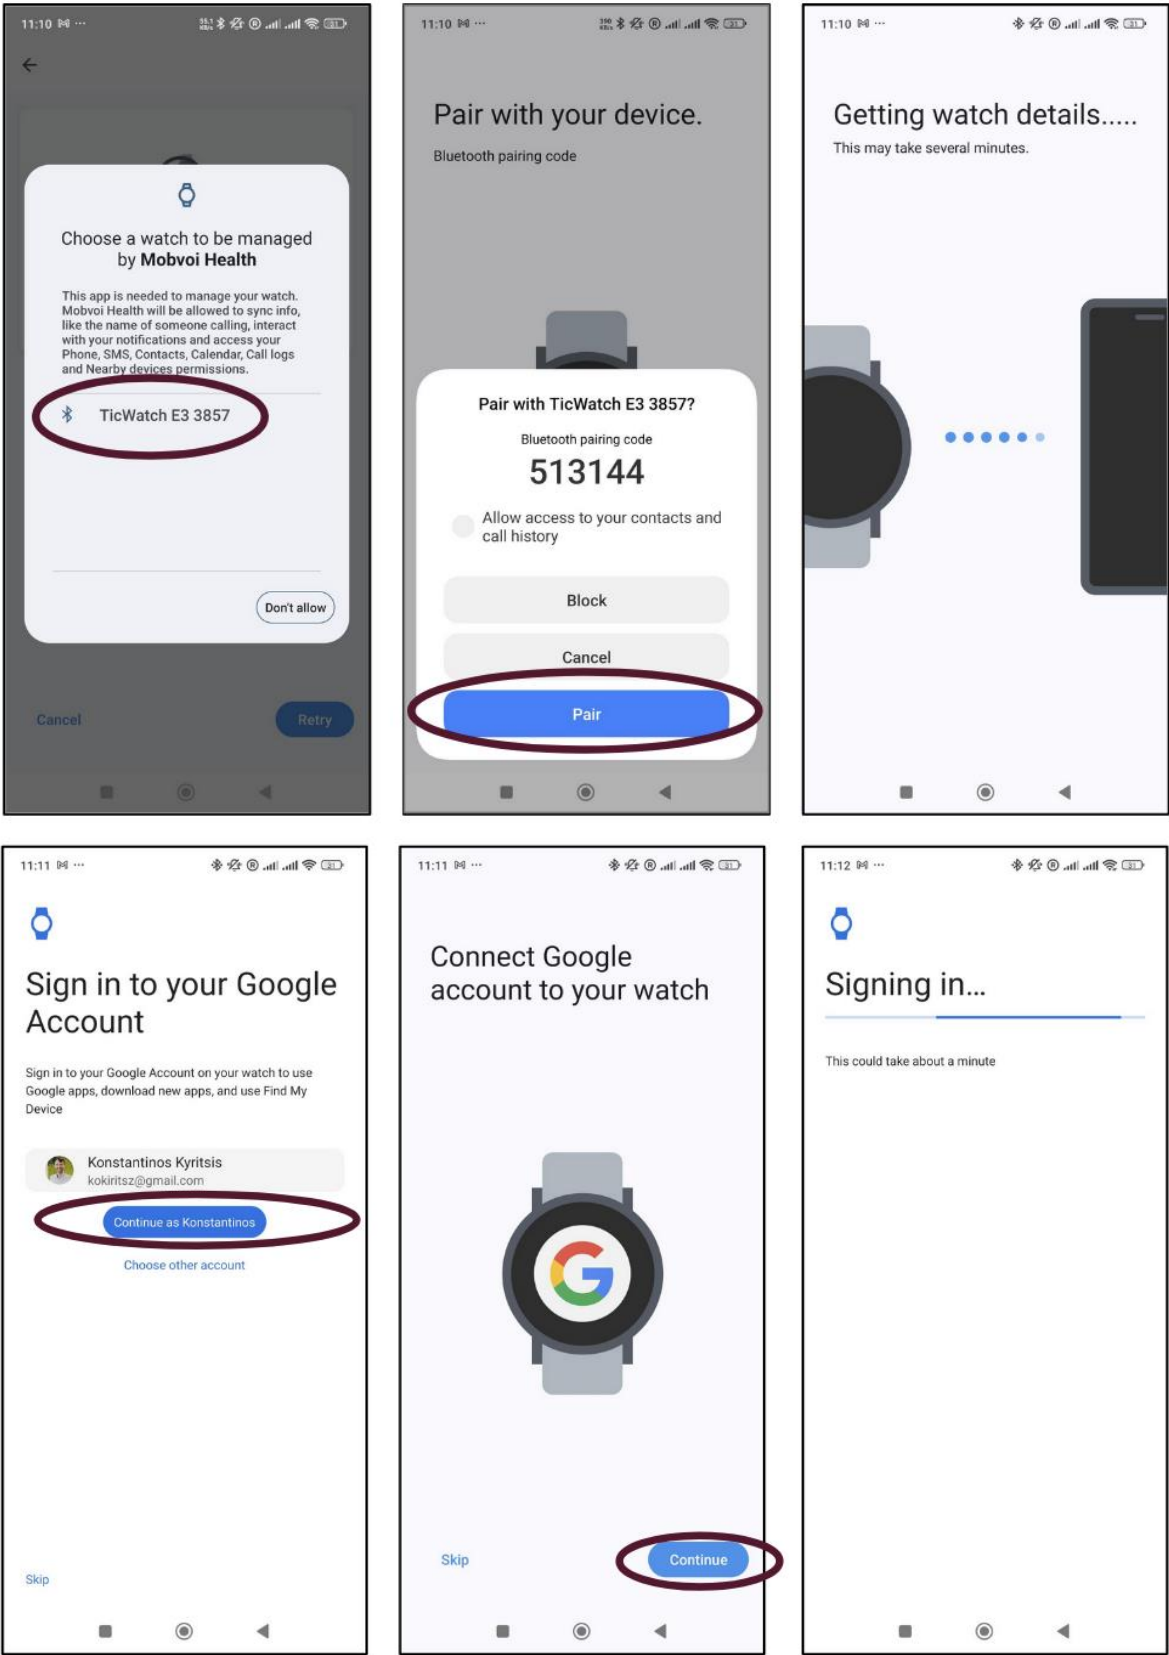 11:10
Choose a watch to be managed
by Mobvoi Health
This app is needed to manage your watch.
Mobvoi Health will be allowed to sync info,
like the name of someone calling, interact
with your notifications and access your
Phone, SMS, Contacts, Calendar, Call logs
and Nearby devices permissions.
TicWatch E3 3857
Don't allow
Cancel
Retry
11:10
Pair with your device.
Bluetooth pairing code
Pair with TicWatch E3 3857?
Bluetooth pairing code
513144
Allow access to your contacts and
call history
Block
Cancel
Pair
11:10
Getting watch details.....
This may take several minutes.
11:11
Sign in to your Google
Account
Sign in to your Google Account on your watch to use
Google apps, download new apps, and use Find My
Device
Konstantinos Kyritsis
kokiritsz@gmail.com
Continue as Konstantinos
Choose other account
Skip
11:11
Connect Google
account to your watch
G
Skip
Continue
11:12
Signing in...
This could take about a minute